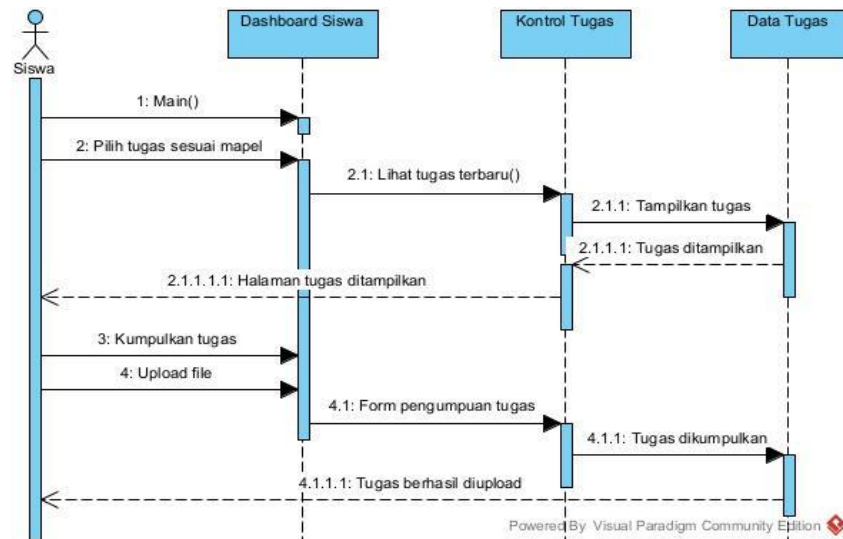 Dashboard Siswa
Kontrol Tugas
Data Tugas
Siswa
1: Main()
2: Pilih tugas sesuai mapel
2.1: Lihat tugas terbaru()
2.1.1: Tampilkan tugas
2.1.1.1: Tugas ditampilkan
2.1.1.1.1: Halaman tugas ditampilkan
3: Kumpulkan tugas
4: Upload file
4.1: Form pengumpuan tugas
4.1.1: Tugas dikumpulkan
4.1.1.1: Tugas berhasil diupload
Powered By Visual Paradigm Community Edition